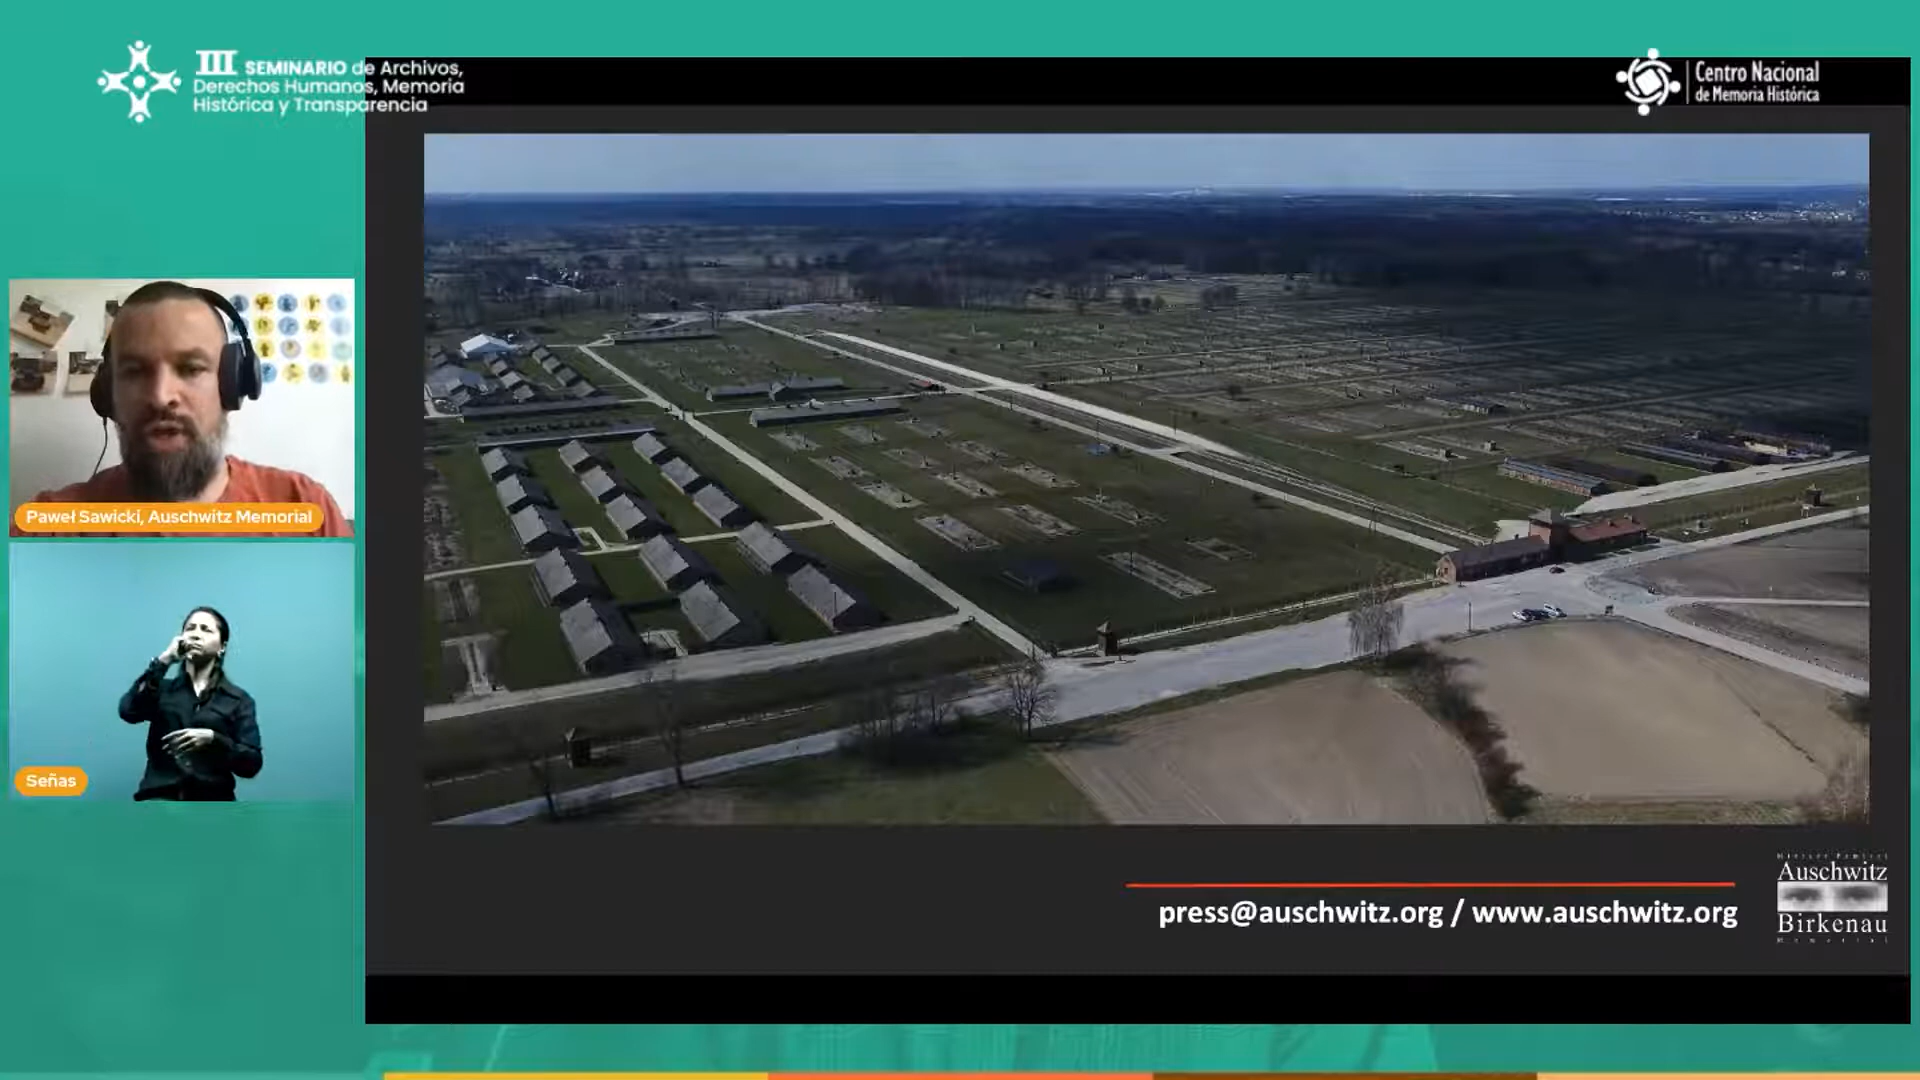 III SEMINARIO de Archivos,
Derechos Humanos, Memoria
Histórica y Transparencia
Centro Nacional
de Memoria Histórica
Paweł Sawicki, Auschwitz Memorial
Señas
press@auschwitz.org / www.auschwitz.org
Auschwitz
Birkenau
Memorial